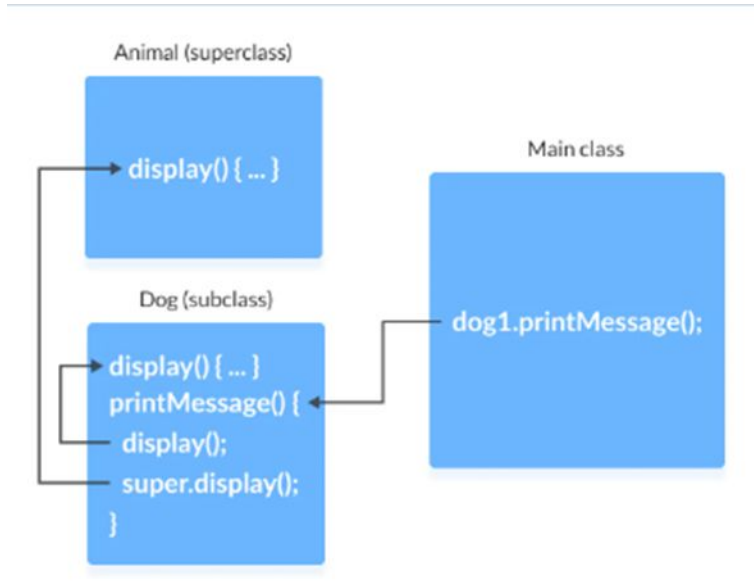 Animal (superclass)
display() { ... }
Dog (subclass)
display() { ... }
printMessage() {
display();
super.display();
}
Main class
dog1.printMessage();